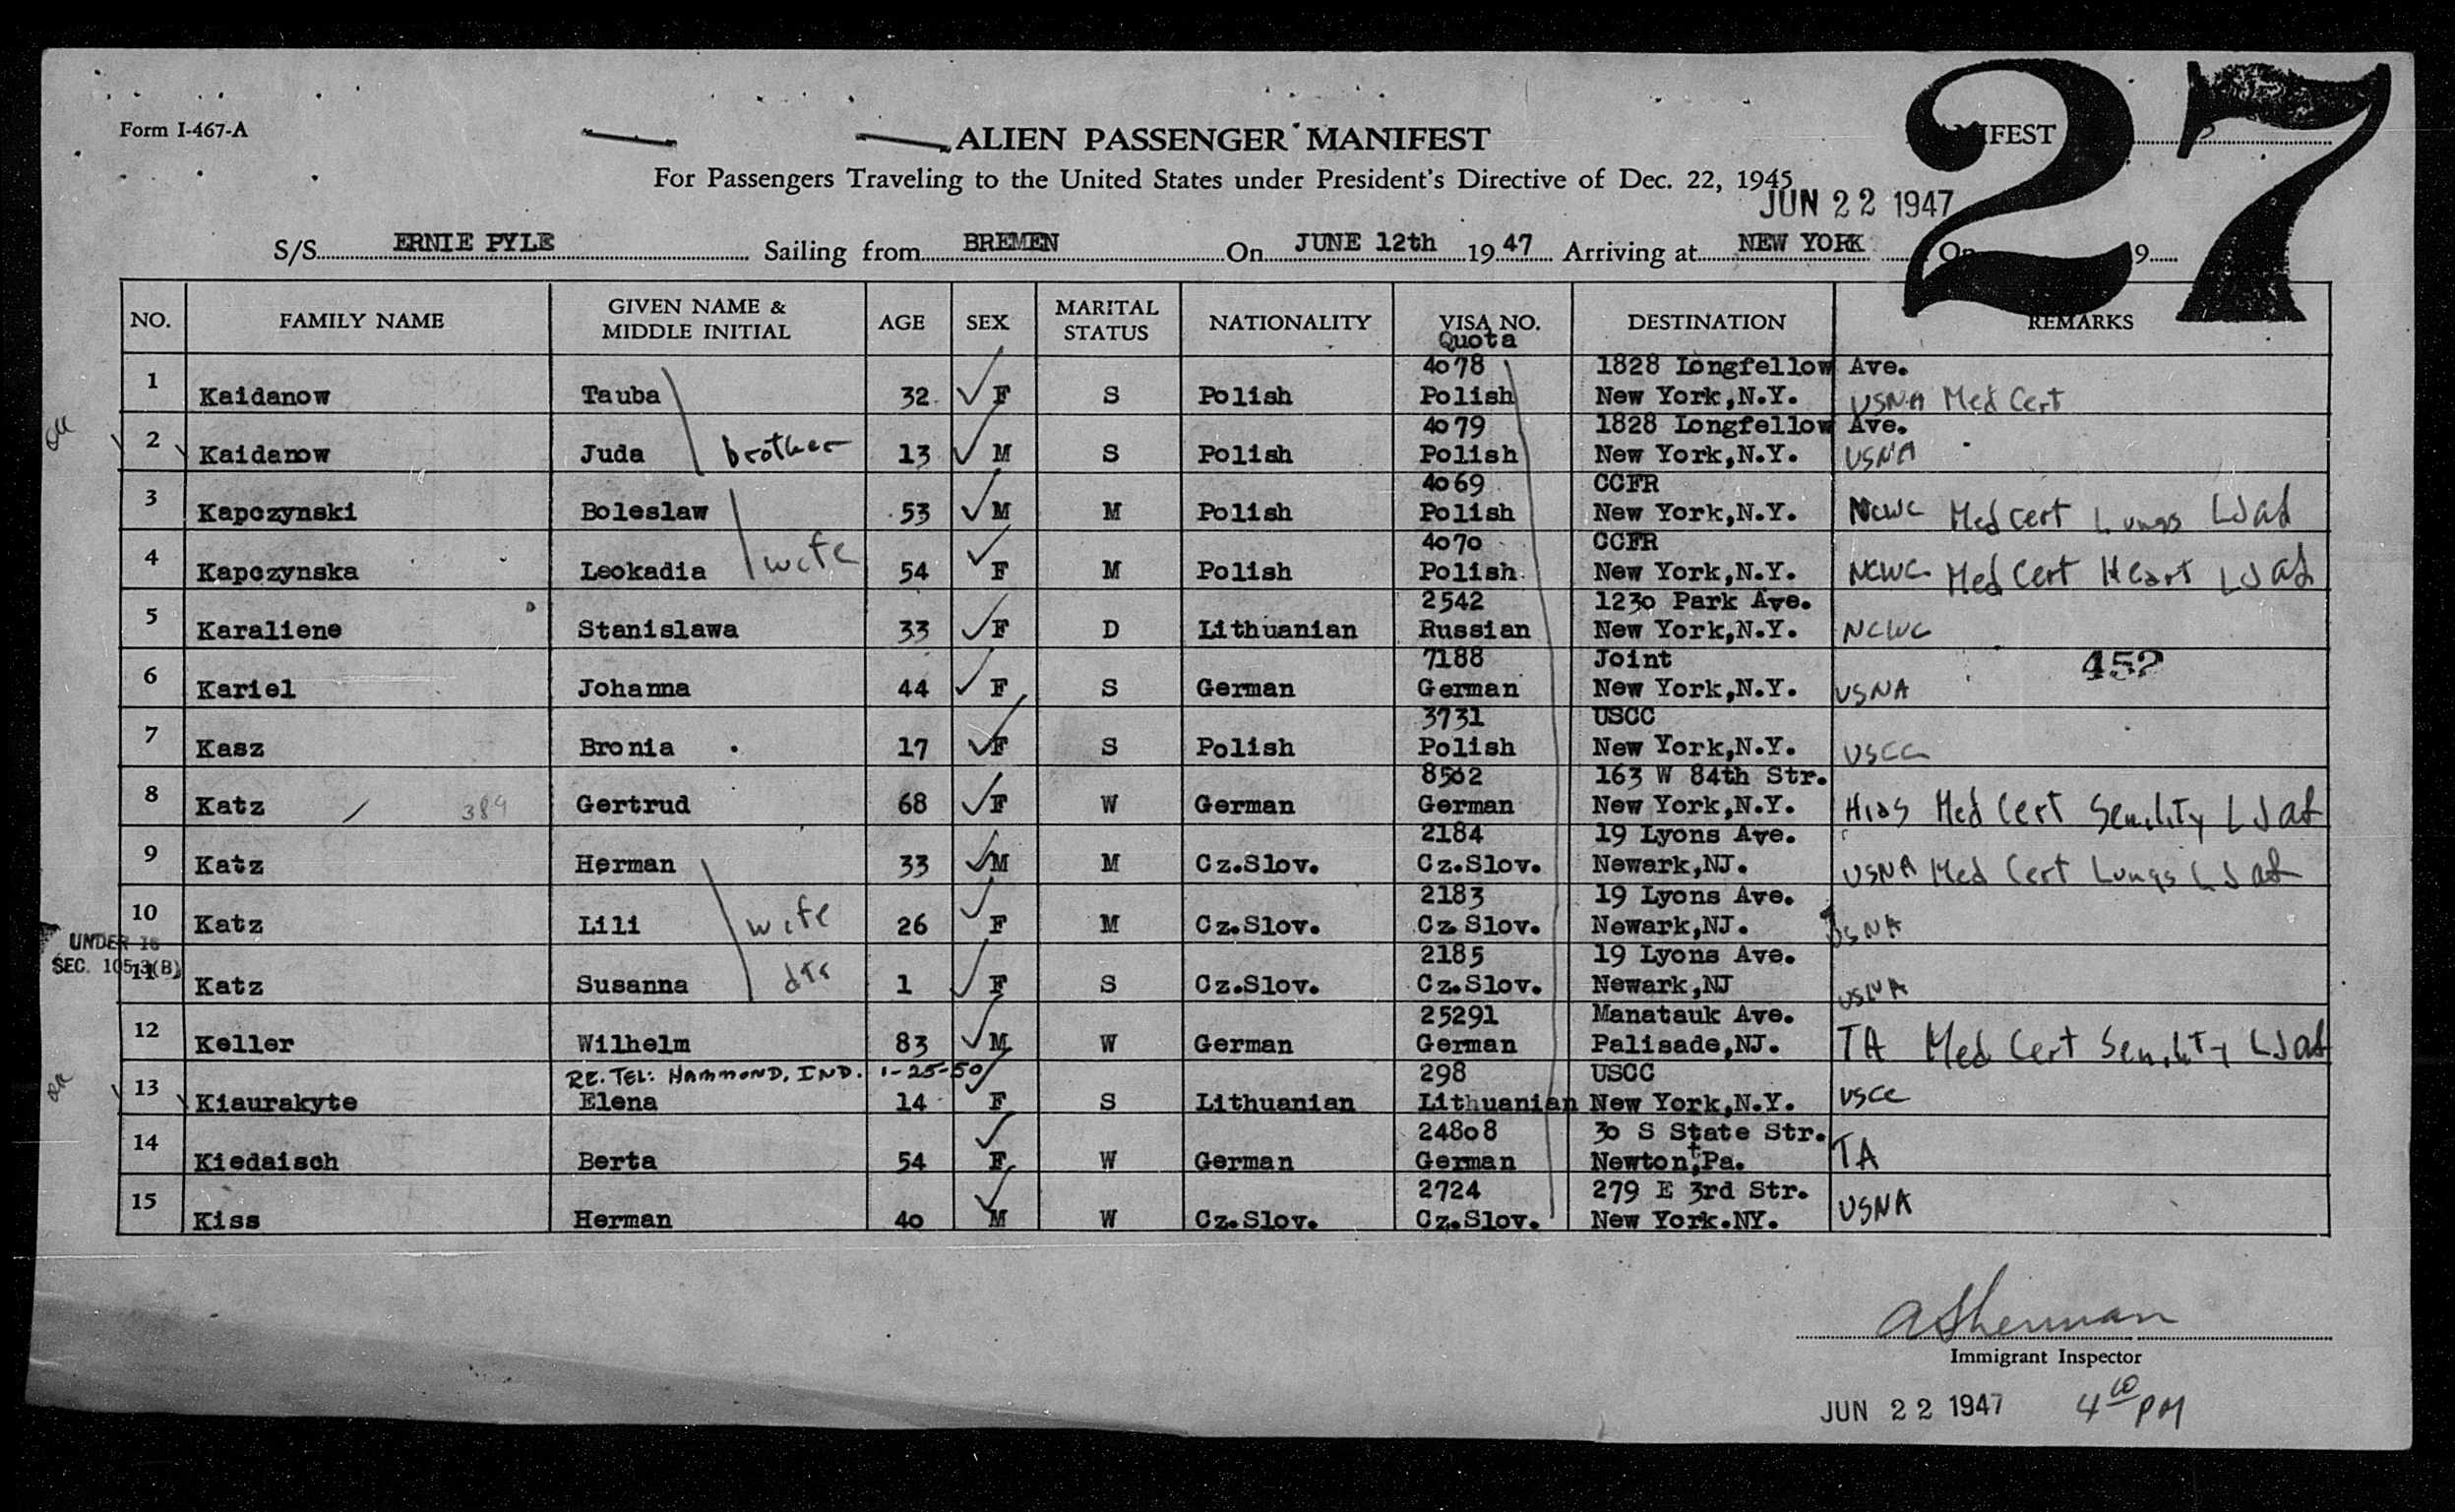 Form I-467-A
ALIEN PASSENGER MANIFEST
27
For Passengers Traveling to the United States under President's Directive of Dec. 22, 1945
JUN 22 1947
S/S ERNIE PYLE Sailing from BREMEN On JUNE 12th 1947 Arriving at NEW YORK On 9
NO. FAMILY NAME GIVEN NAME & MIDDLE INITIAL AGE SEX MARITAL STATUS NATIONALITY VISA NO. Quota DESTINATION REMARKS
4078 1828 Longfellow Ave.
1 Kaidanow Tauba 32 F S Polish Polish New York,N.Y. USNA Med Cert
4079 1828 Longfellow Ave.
2 Kaidanow Juda brother 13 M S Polish Polish New York,N.Y. USNA
4069 CCFR
3 Kapczynski Boleslaw 53 M M Polish Polish New York,N.Y. NCWC Med Cert Lungs
4070 CCFR
4 Kapczynska Leokadia wife 54 F M Polish Polish New York,N.Y. NCWC Med Cert Heart
2542 1230 Park Ave.
5 Karaliene Stanislawa 33 F D Lithuanian Russian New York,N.Y. NCWC
7188 Joint 452
6 Kariel Johanna 44 F S German German New York,N.Y. USNA
3731 USCC
7 Kasz Bronia 17 F S Polish Polish New York,N.Y. USCC
8502 163 W 84th Str.
8 Katz 389 Gertrud 68 F W German German New York,N.Y. Hias Med Cert Senility
2184 19 Lyons Ave.
9 Katz Herman 33 M M Cz.Slov. Cz.Slov. Newark,NJ. USNA Med Cert Lungs
2183 19 Lyons Ave.
10 Katz Lili wife 26 F M Cz.Slov. Cz.Slov. Newark,NJ. USNA
UNDER 16
SEC. 105.3(B)
2185 19 Lyons Ave.
11 Katz Susanna dtr 1 F S Cz.Slov. Cz.Slov. Newark,NJ USNA
25291 Manatauk Ave.
12 Keller Wilhelm 83 M W German German Palisade,NJ. TA Med Cert Senility
RE. TEL: HAMMOND, IND. 1-25-50 298 USCC
13 Kiaurakyte Elena 14 F S Lithuanian Lithuanian New York,N.Y. USCC
24808 30 S State Str.
14 Kiedaisch Berta 54 F W German German Newton,Pa. TA
2724 279 E 3rd Str.
15 Kiss Herman 40 M W Cz.Slov. Cz.Slov. New York.NY. USNA
A Sherman
Immigrant Inspector
JUN 22 1947 4 10 PM